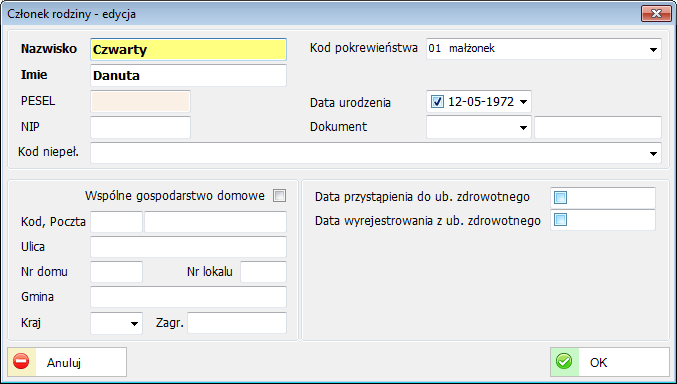 Członek rodziny - edycja
Nazwisko Czwarty Kod pokrewieństwa 01 małżonek
Imie Danuta
PESEL Data urodzenia 12-05-1972
NIP Dokument
Kod niepeł.
Wspólne gospodarstwo domowe
Kod, Poczta
Ulica
Nr domu Nr lokalu
Gmina
Kraj Zagr.
Data przystąpienia do ub. zdrowotnego
Data wyrejestrowania z ub. zdrowotnego
Anuluj OK